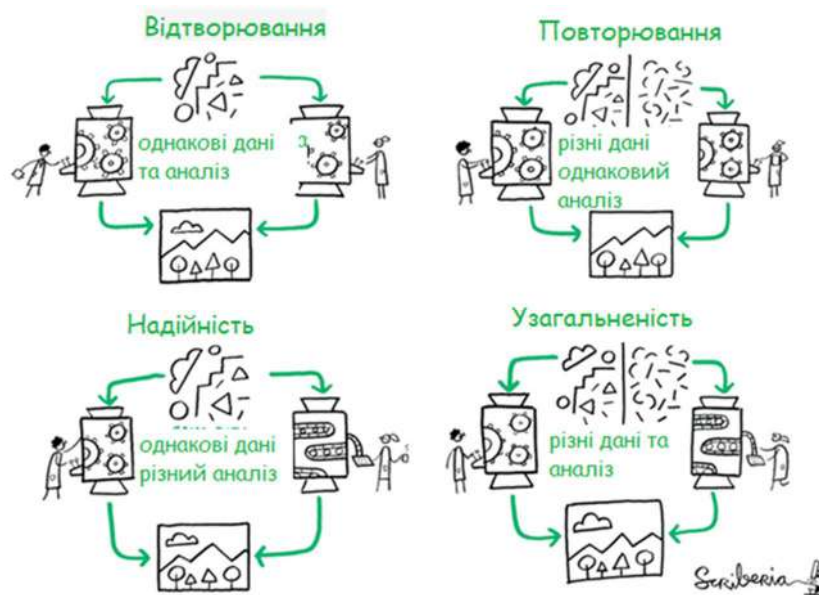 Відтворювання
однакові дані
та аналіз
з
Повторювання
різні дані
однаковий
аналіз
Надійність
однакові дані
різний аналіз
Узагальненість
різні дані та
аналіз
Scriberia